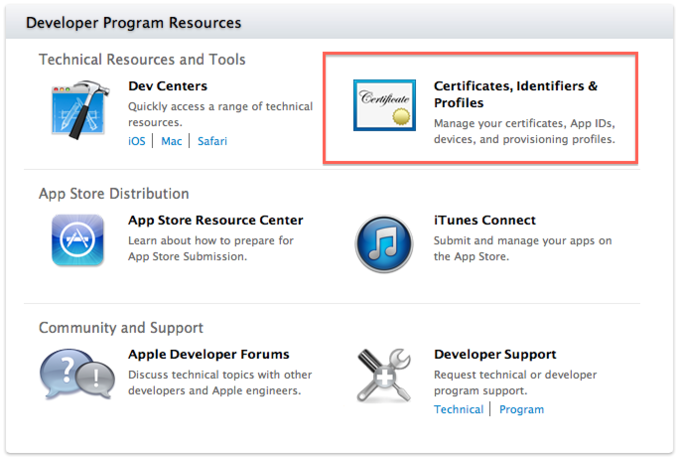 Developer Program Resources
Technical Resources and Tools
Dev Centers
Quickly access a range of technical
resources.
iOS | Mac | Safari
Certificate
Certificates, Identifiers &
Profiles
Manage your certificates, App IDs,
devices, and provisioning profiles.
App Store Distribution
App Store Resource Center
Learn about how to prepare for
App Store Submission.
iTunes Connect
Submit and manage your apps on
the App Store.
Community and Support
Apple Developer Forums
Discuss technical topics with other
developers and Apple engineers.
Developer Support
Request technical or developer
program support.
Technical | Program